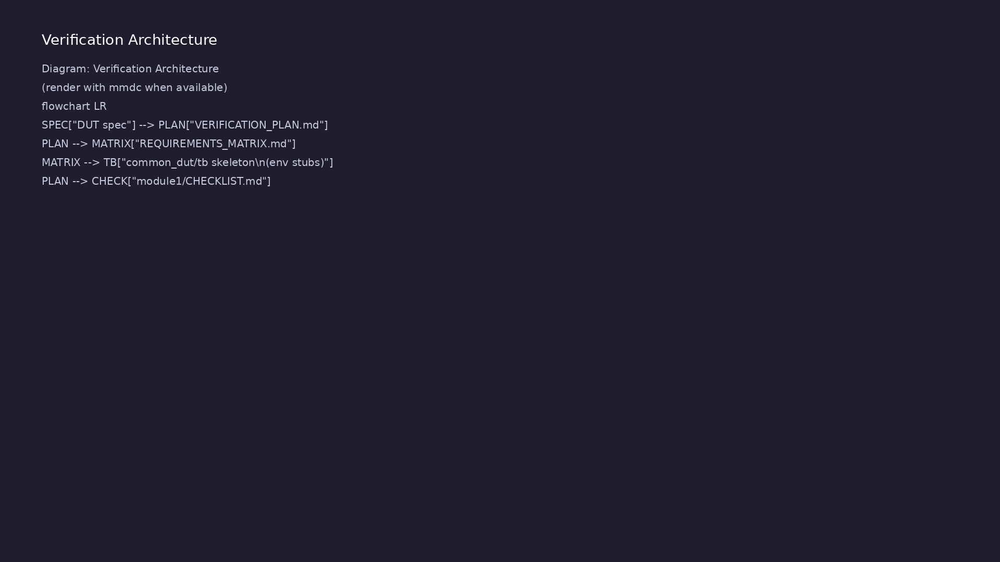 Verification Architecture
Diagram: Verification Architecture
(render with mmdc when available)
flowchart LR
SPEC["DUT spec"] --> PLAN["VERIFICATION_PLAN.md"]
PLAN --> MATRIX["REQUIREMENTS_MATRIX.md"]
MATRIX --> TB["common_dut/tb skeleton\n(env stubs)"]
PLAN --> CHECK["module1/CHECKLIST.md"]